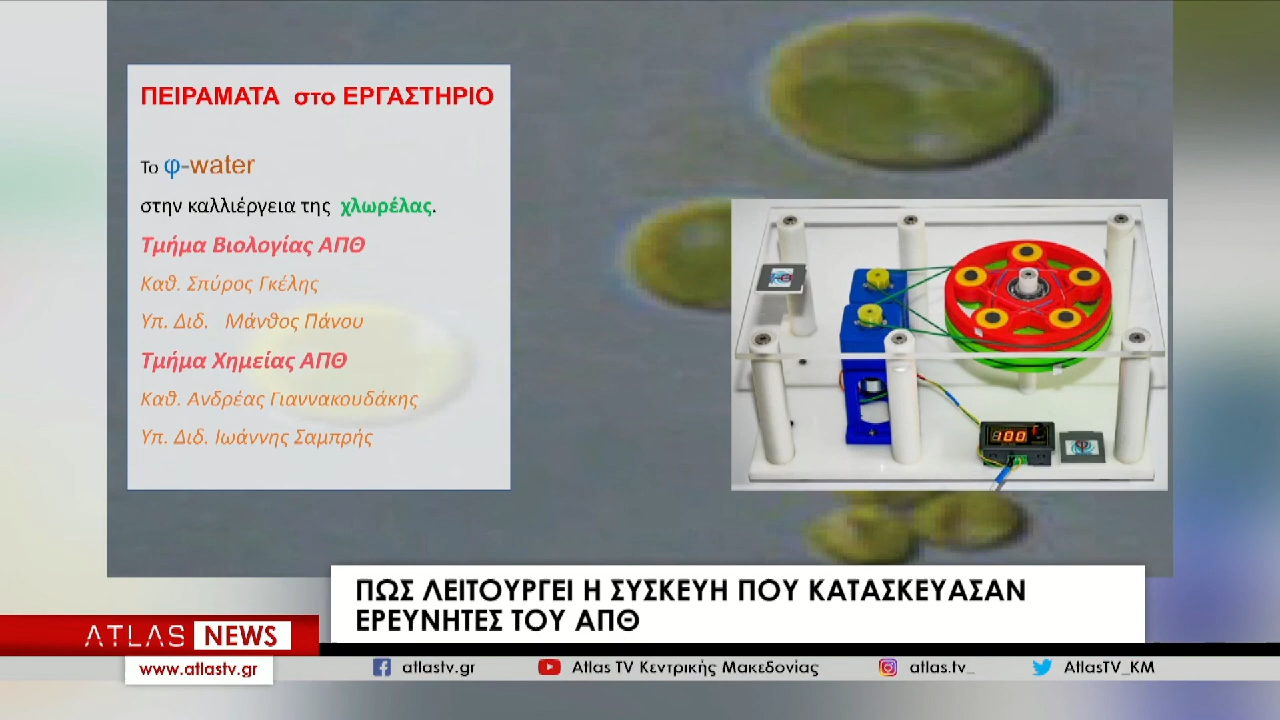 ΠΕΙΡΑΜΑΤΑ στο ΕΡΓΑΣΤΗΡΙΟ
Το φ-water
στην καλλιέργεια της χλωρέλας.
Τμήμα Βιολογίας ΑΠΘ
Καθ. Σπύρος Γκέλης
Υπ. Διδ. Μάνθος Πάνου
Τμήμα Χημείας ΑΠΘ
Καθ. Ανδρέας Γιαννακουδάκης
Υπ. Διδ. Ιωάννης Σαμπρής
100
ΠΩΣ ΛΕΙΤΟΥΡΓΕΙ Η ΣΥΣΚΕΥΗ ΠΟΥ ΚΑΤΑΣΚΕΥΑΣΑΝ
ΕΡΕΥΝΗΤΕΣ ΤΟΥ ΑΠΘ
ATLAS NEWS
www.atlastv.gr
atlastv.gr
Atlas TV Κεντρικής Μακεδονίας
atlas.tv_
AtlasTV_KM